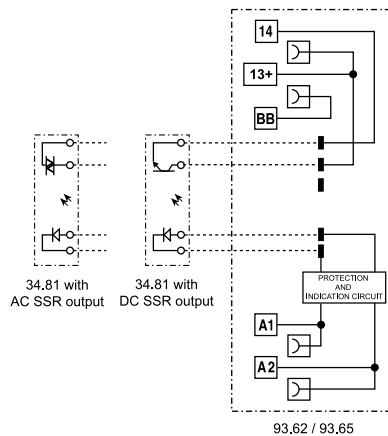 14
13+
BB
34.81 with
AC SSR output
34.81 with
DC SSR output
PROTECTION
AND
INDICATION CIRCUIT
A1
A2
93.62 / 93.65